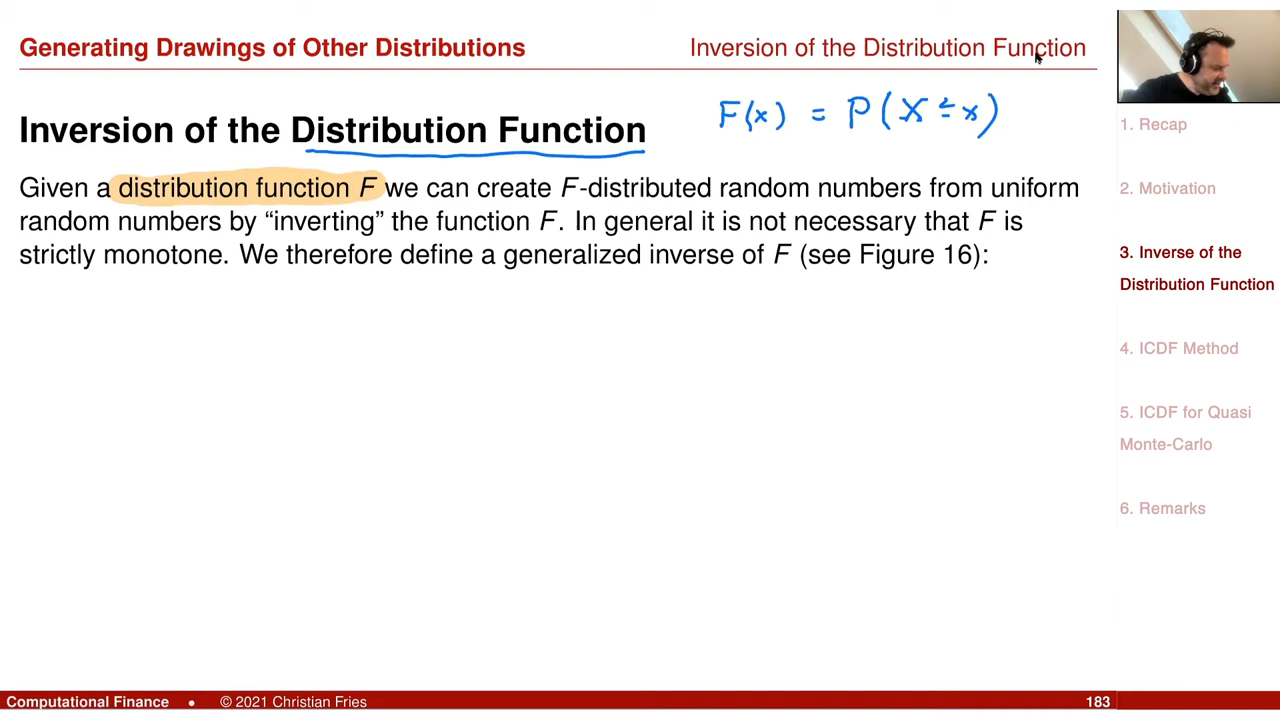 Generating Drawings of Other Distributions
Inversion of the Distribution Function
F(x) = P(X ≤ x)
Inversion of the Distribution Function
Given a distribution function F we can create F-distributed random numbers from uniform
random numbers by “inverting” the function F. In general it is not necessary that F is
strictly monotone. We therefore define a generalized inverse of F (see Figure 16):
1. Recap
2. Motivation
3. Inverse of the
Distribution Function
4. ICDF Method
5. ICDF for Quasi
Monte-Carlo
6. Remarks
Computational Finance • © 2021 Christian Fries
183